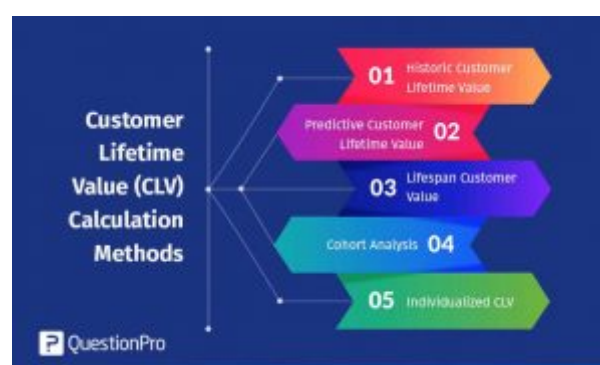 Customer
Lifetime
Value (CLV)
Calculation
Methods
01
Historic Customer
Lifetime Value
Predictive Customer
Lifetime Value
02
03
Lifespan Customer
Value
Cohort Analysis
04
05
Individualized CLV
QuestionPro